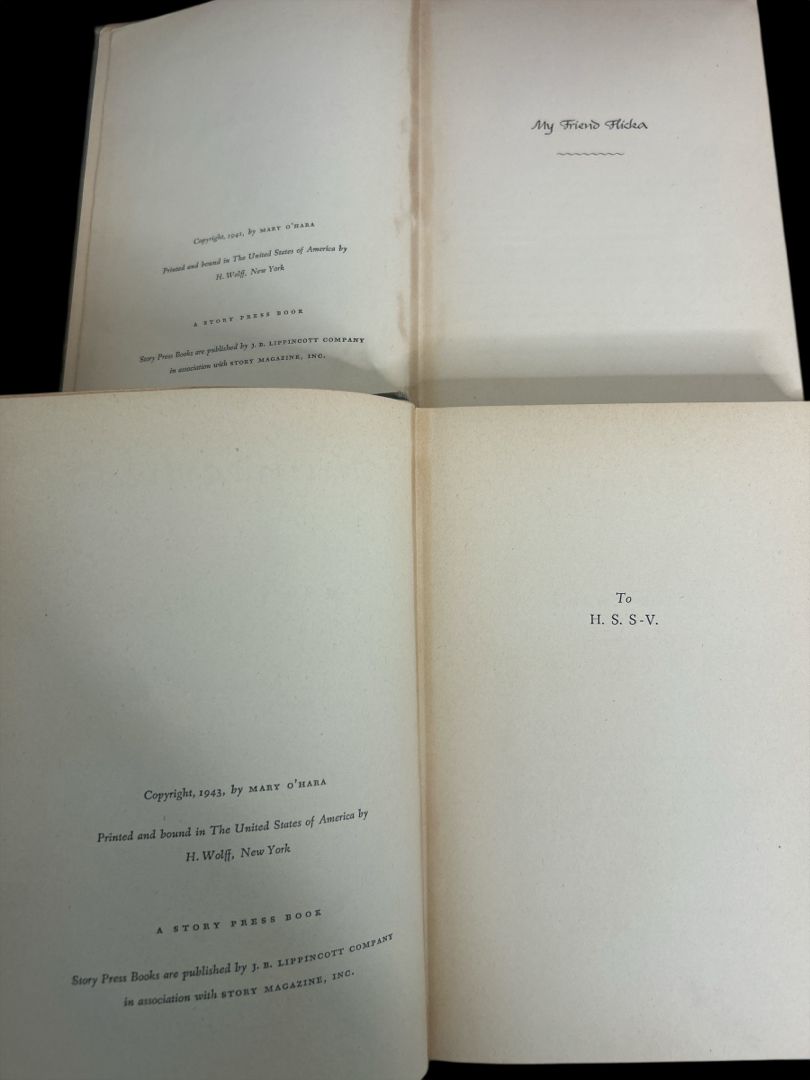 Copyright, 1941, by MARY O'HARA
Printed and bound in The United States of America by
H. Wolff, New York
A STORY PRESS BOOK
Story Press Books are published by J. B. LIPPINCOTT COMPANY
in association with STORY MAGAZINE, INC.
My Friend Flicka
Copyright, 1943, by MARY O'HARA
Printed and bound in The United States of America by
H. Wolff, New York
A STORY PRESS BOOK
Story Press Books are published by J. B. LIPPINCOTT COMPANY
in association with STORY MAGAZINE, INC.
To
H. S. S-V.